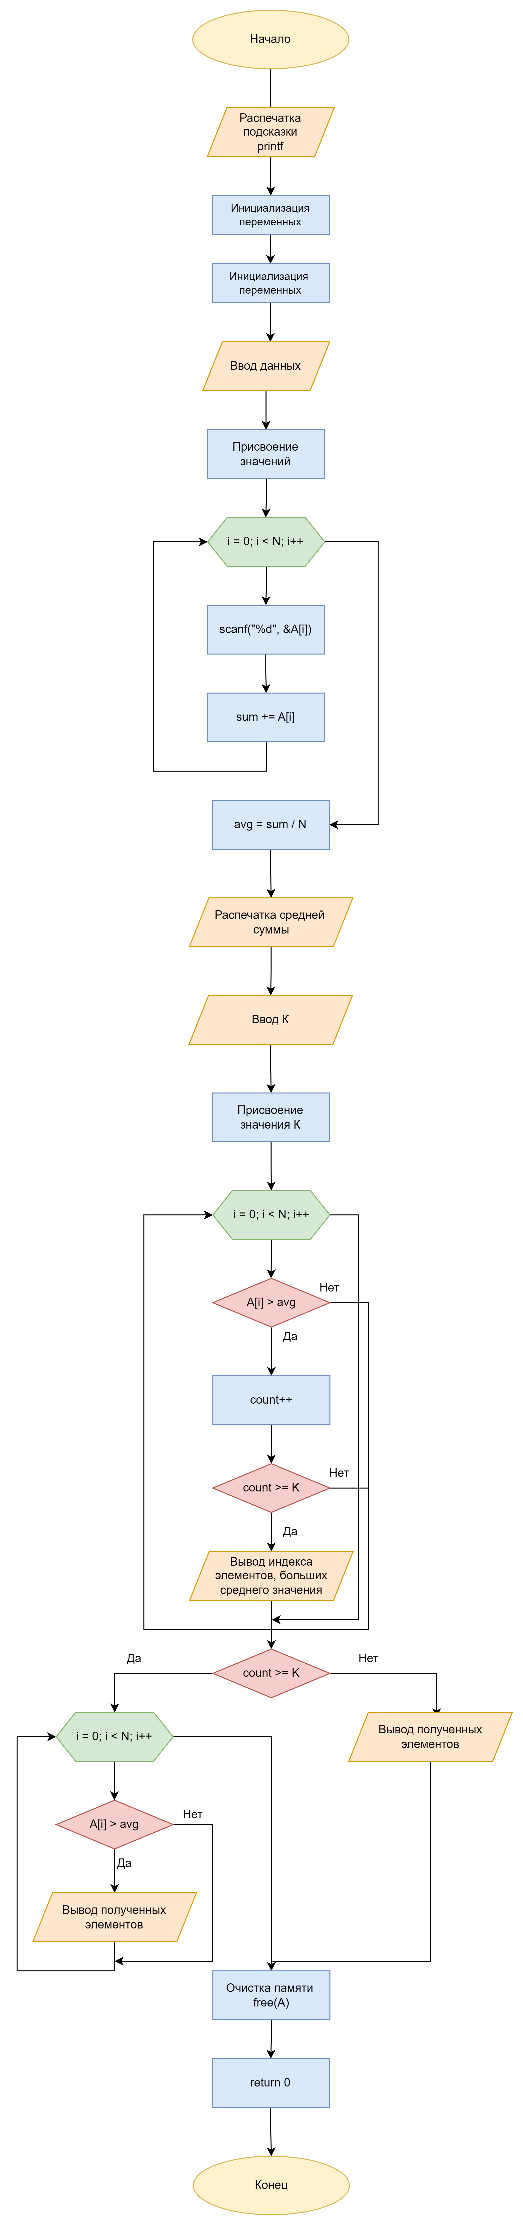 Начало
Распечатка
подсказки
printf
Инициализация
переменных
Инициализация
переменных
Ввод данных
Присвоение
значений
i = 0; i < N; i++
scanf("%d", &A[i])
sum += A[i]
avg = sum / N
Распечатка средней
суммы
Ввод К
Присвоение
значения К
i = 0; i < N; i++
Нет
A[i] > avg
Да
count++
Нет
count >= K
Да
Вывод индекса
элементов, больших
среднего значения
Да
Нет
count >= K
i = 0; i < N; i++
Вывод полученных
элементов
Нет
A[i] > avg
Да
Вывод полученных
элементов
Очистка памяти
free(A)
return 0
Конец